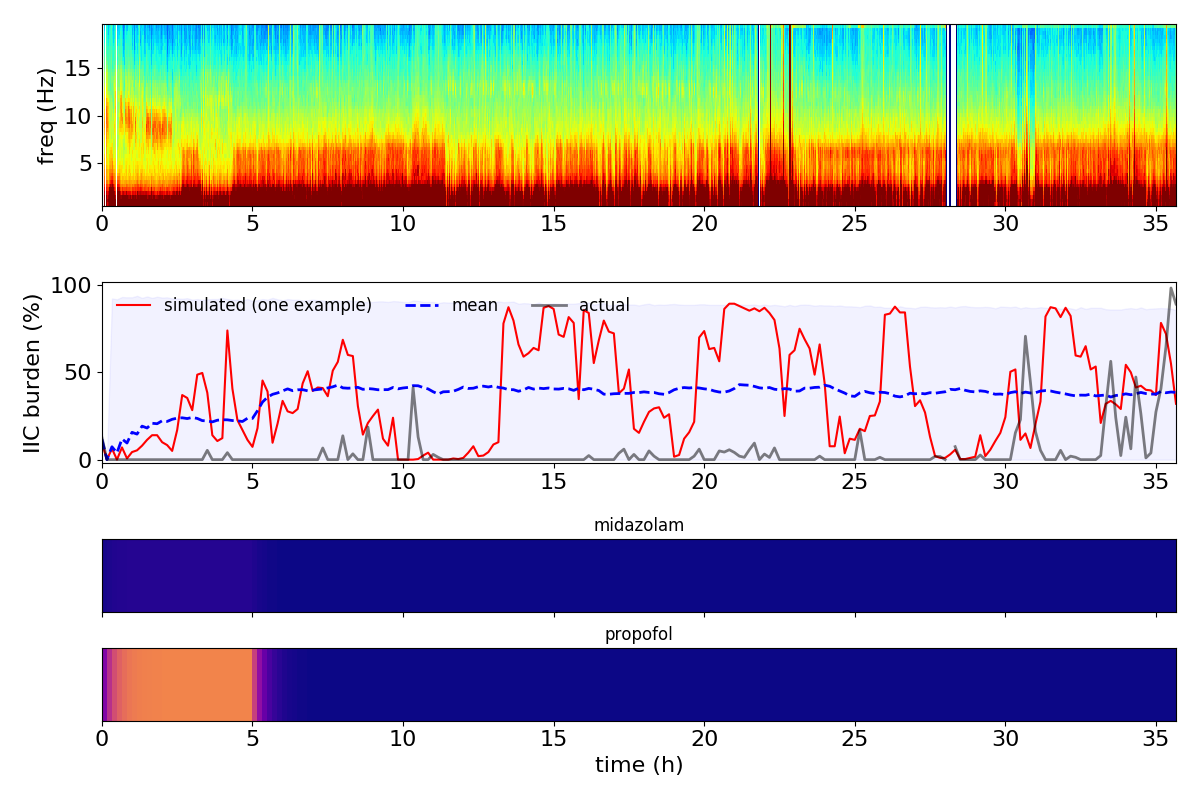 15
10
5
freq (Hz)
0 5 10 15 20 25 30 35
100
50
0
IIC burden (%)
simulated (one example) mean actual
0 5 10 15 20 25 30 35
midazolam
propofol
0 5 10 15 20 25 30 35
time (h)